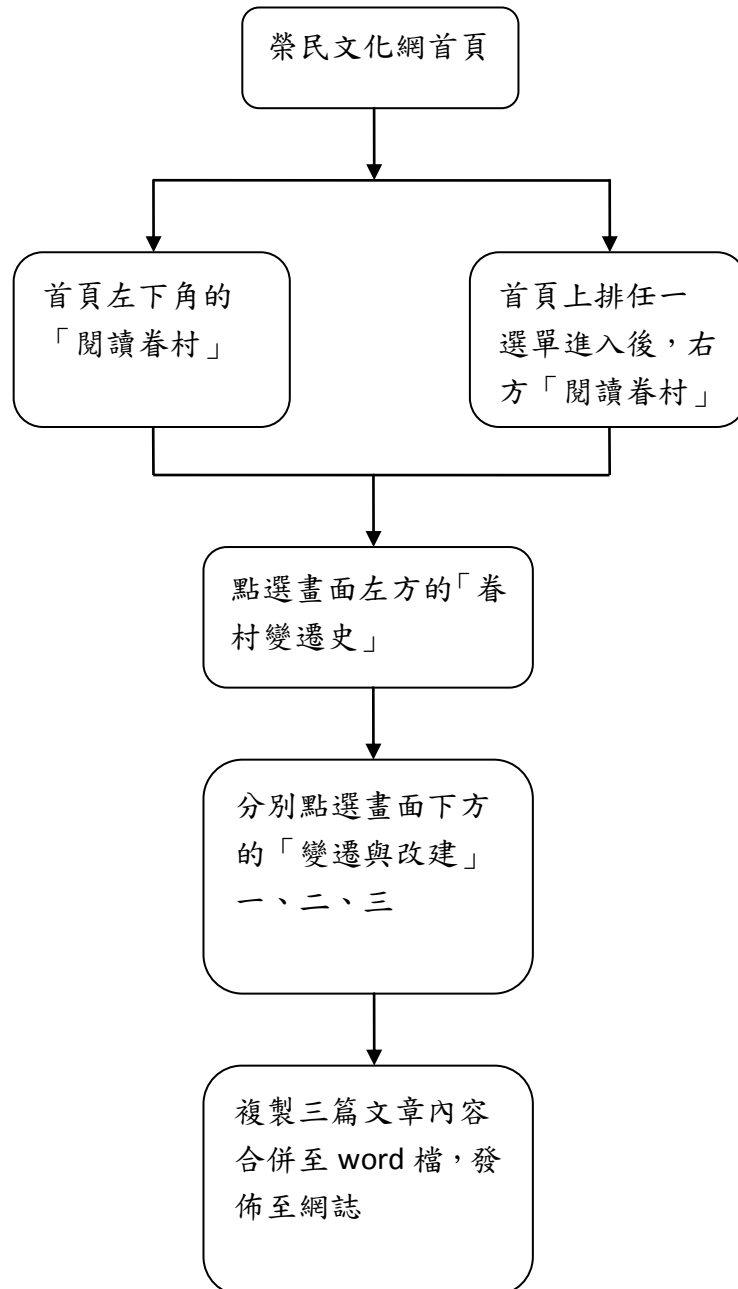 榮民文化網首頁
首頁左下角的
「閱讀眷村」
首頁上排任一
選單進入後，右
方「閱讀眷村」
點選畫面左方的「眷
村變遷史」
分別點選畫面下方
的「變遷與改建」
一、二、三
複製三篇文章內容
合併至 word 檔，發
佈至網誌